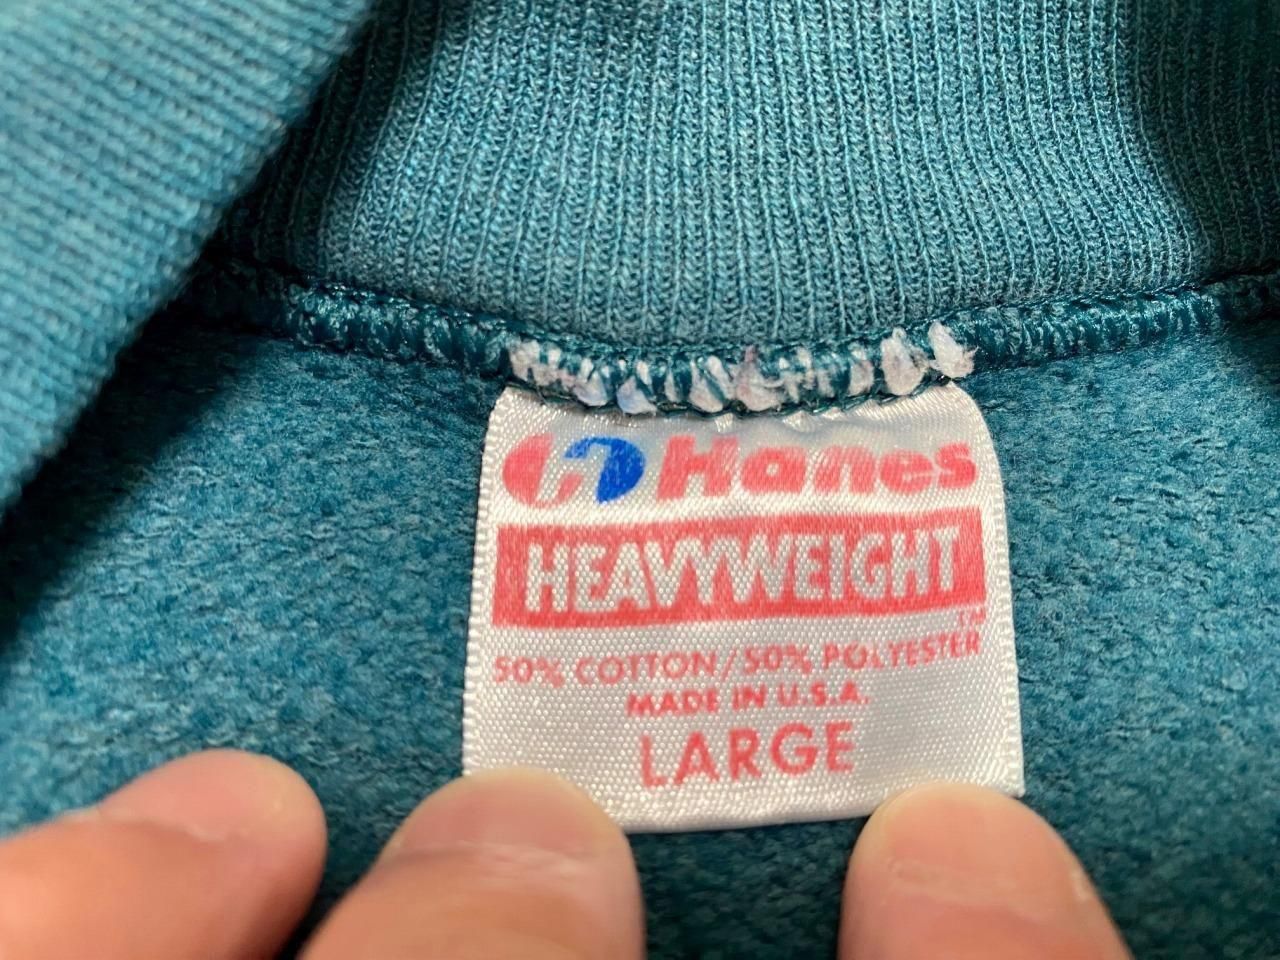 Hanes
HEAVYWEIGHT
TM
50% COTTON/50% POLYESTER
MADE IN U.S.A.
LARGE